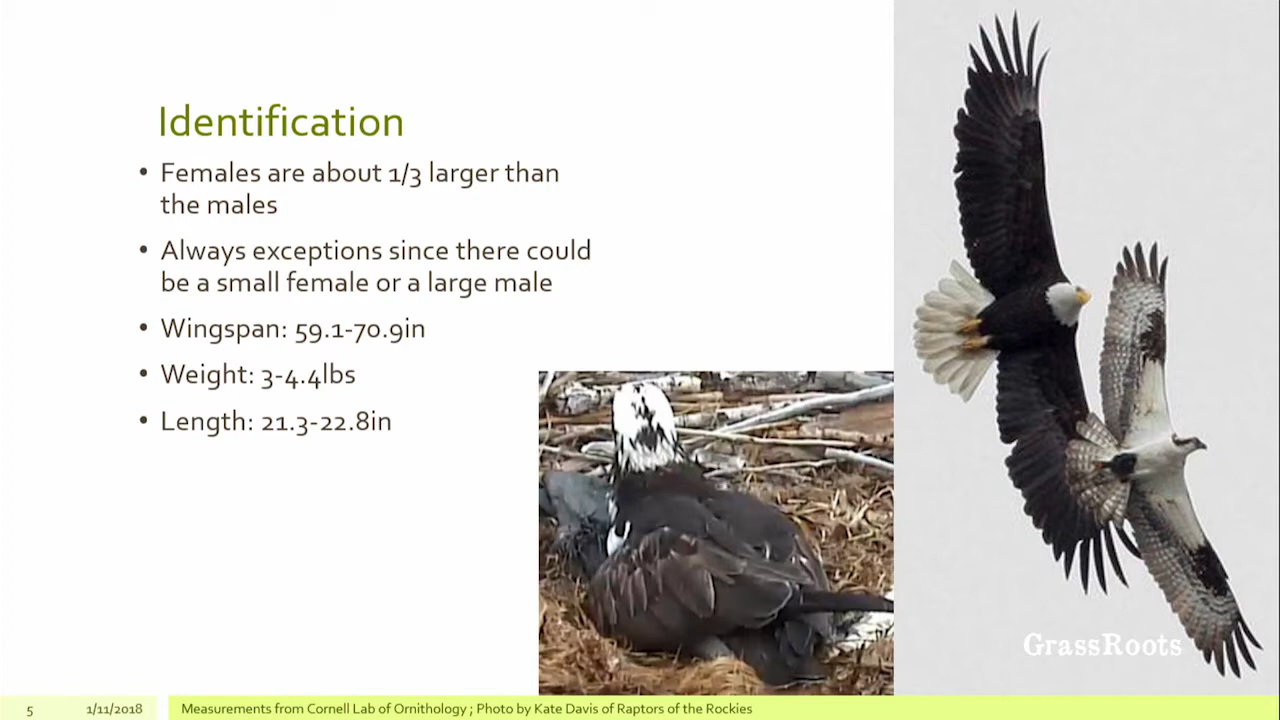 Identification
• Females are about 1/3 larger than
the males
• Always exceptions since there could
be a small female or a large male
• Wingspan: 59.1-70.9in
• Weight: 3-4.4lbs
• Length: 21.3-22.8in
GrassRoots
5 1/11/2018 Measurements from Cornell Lab of Ornithology ; Photo by Kate Davis of Raptors of the Rockies